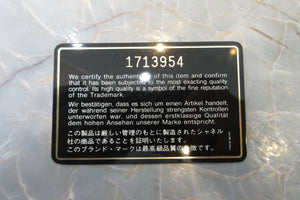 1713954
We certify the authenticity of this item and confirm
that it has been subjected to the most exacting quality
control. Its high quality is a symbol of the fine reputation
of the Trademark.
Wir bestätigen, dass es sich um einen Artikel handelt,
der während seiner Herstellung strengsten Kontrollen
unterworfen war, und dessen erstklassige Qualität
dem hohen Ansehen unserer Marke entspricht.
この製品は厳しい管理のもとに製造されたシャネル
社の商品であることを証明いたします。
このブランド・マークは最高級品質の象徴です。